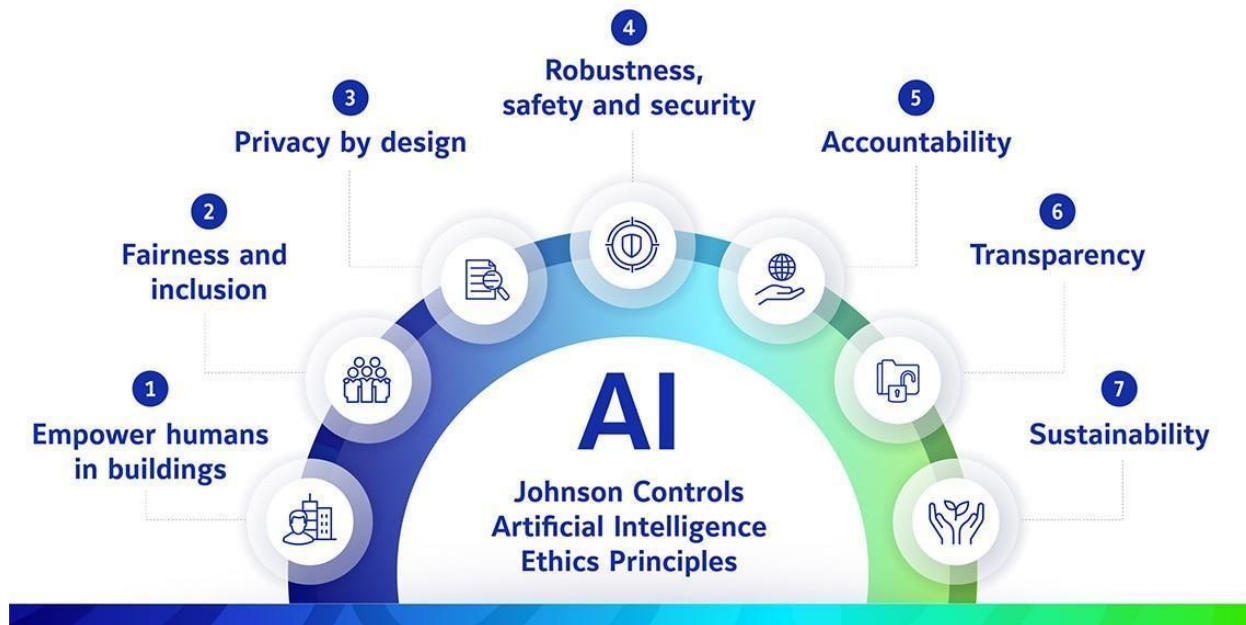 1
Empower humans
in buildings
2
Fairness and
inclusion
3
Privacy by design
4
Robustness,
safety and security
5
Accountability
6
Transparency
7
Sustainability
AI
Johnson Controls
Artificial Intelligence
Ethics Principles